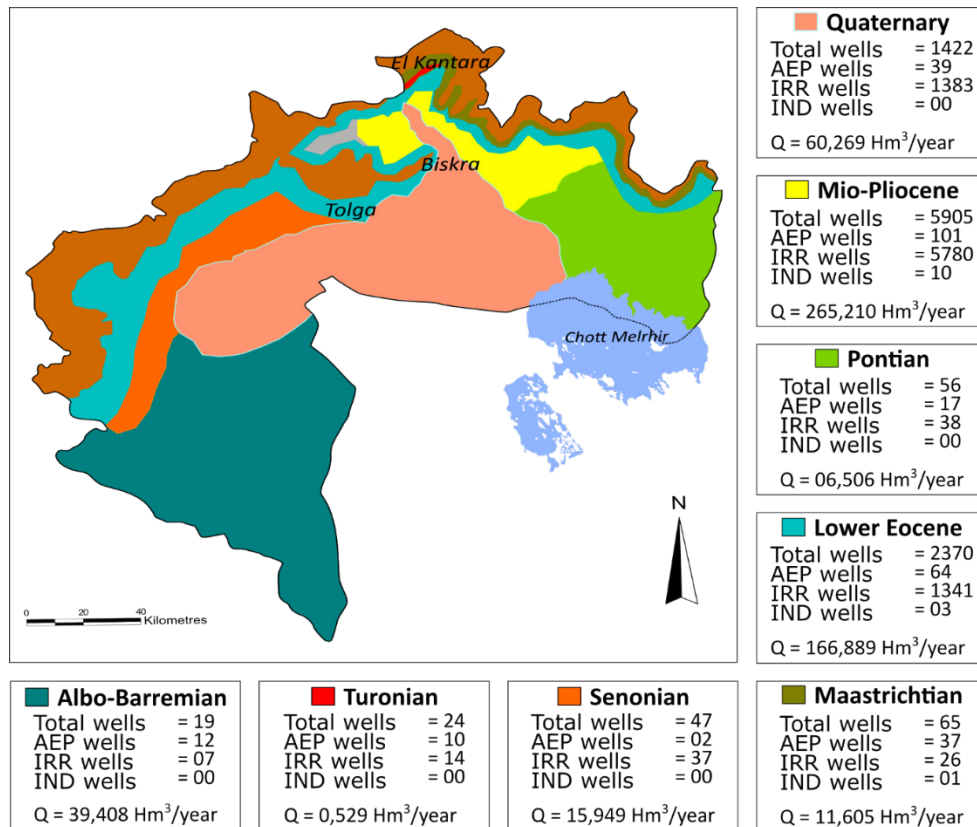 El Kantara
Biskra
Tolga
Chott Melrhir
N
0 20 40
Kilometres
Quaternary
Total wells = 1422
AEP wells = 39
IRR wells = 1383
IND wells = 00
Q = 60,269 Hm³/year
Mio-Pliocene
Total wells = 5905
AEP wells = 101
IRR wells = 5780
IND wells = 10
Q = 265,210 Hm³/year
Pontian
Total wells = 56
AEP wells = 17
IRR wells = 38
IND wells = 00
Q = 06,506 Hm³/year
Lower Eocene
Total wells = 2370
AEP wells = 64
IRR wells = 1341
IND wells = 03
Q = 166,889 Hm³/year
Albo-Barremian
Total wells = 19
AEP wells = 12
IRR wells = 07
IND wells = 00
Q = 39,408 Hm³/year
Turonian
Total wells = 24
AEP wells = 10
IRR wells = 14
IND wells = 00
Q = 0,529 Hm³/year
Senonian
Total wells = 47
AEP wells = 02
IRR wells = 37
IND wells = 00
Q = 15,949 Hm³/year
Maastrichtian
Total wells = 65
AEP wells = 37
IRR wells = 26
IND wells = 01
Q = 11,605 Hm³/year